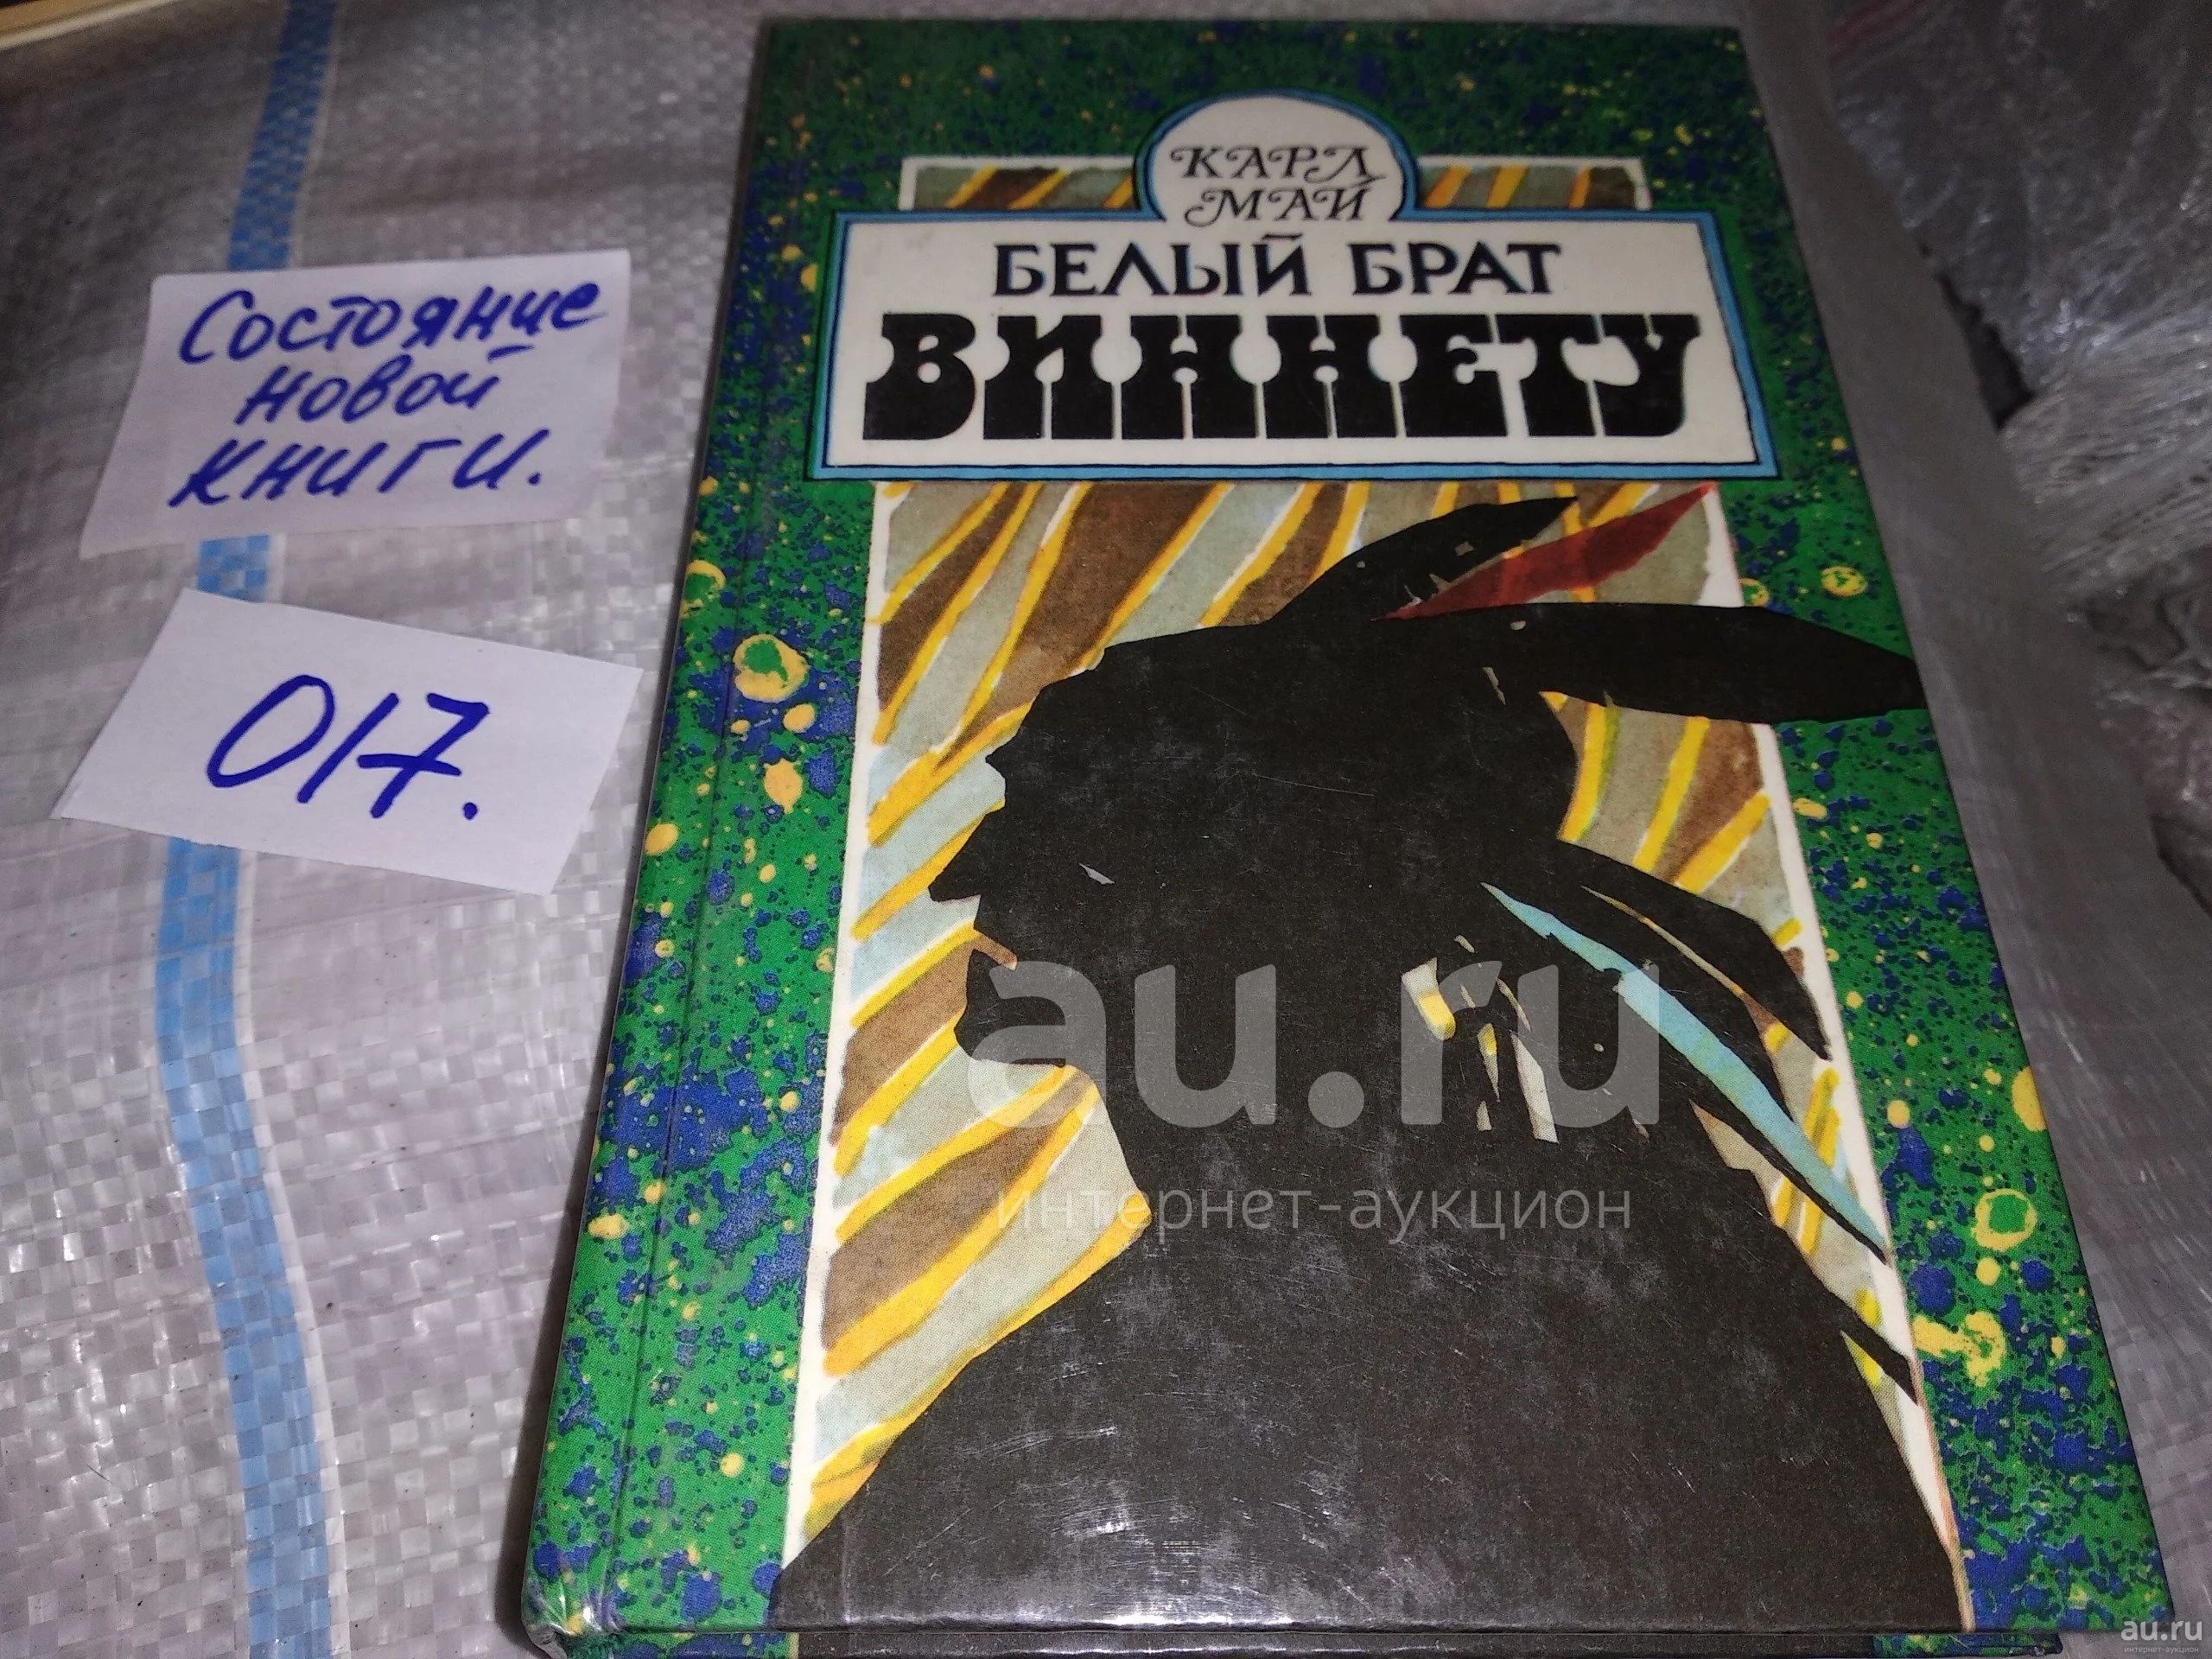 КАРЛ
МАЙ
БЕЛЫЙ БРАТ
ВИННЕТУ
Состояние
новой
книги.
017.
au.ru
интернет-аукцион
au.ru
интернет-аукцион